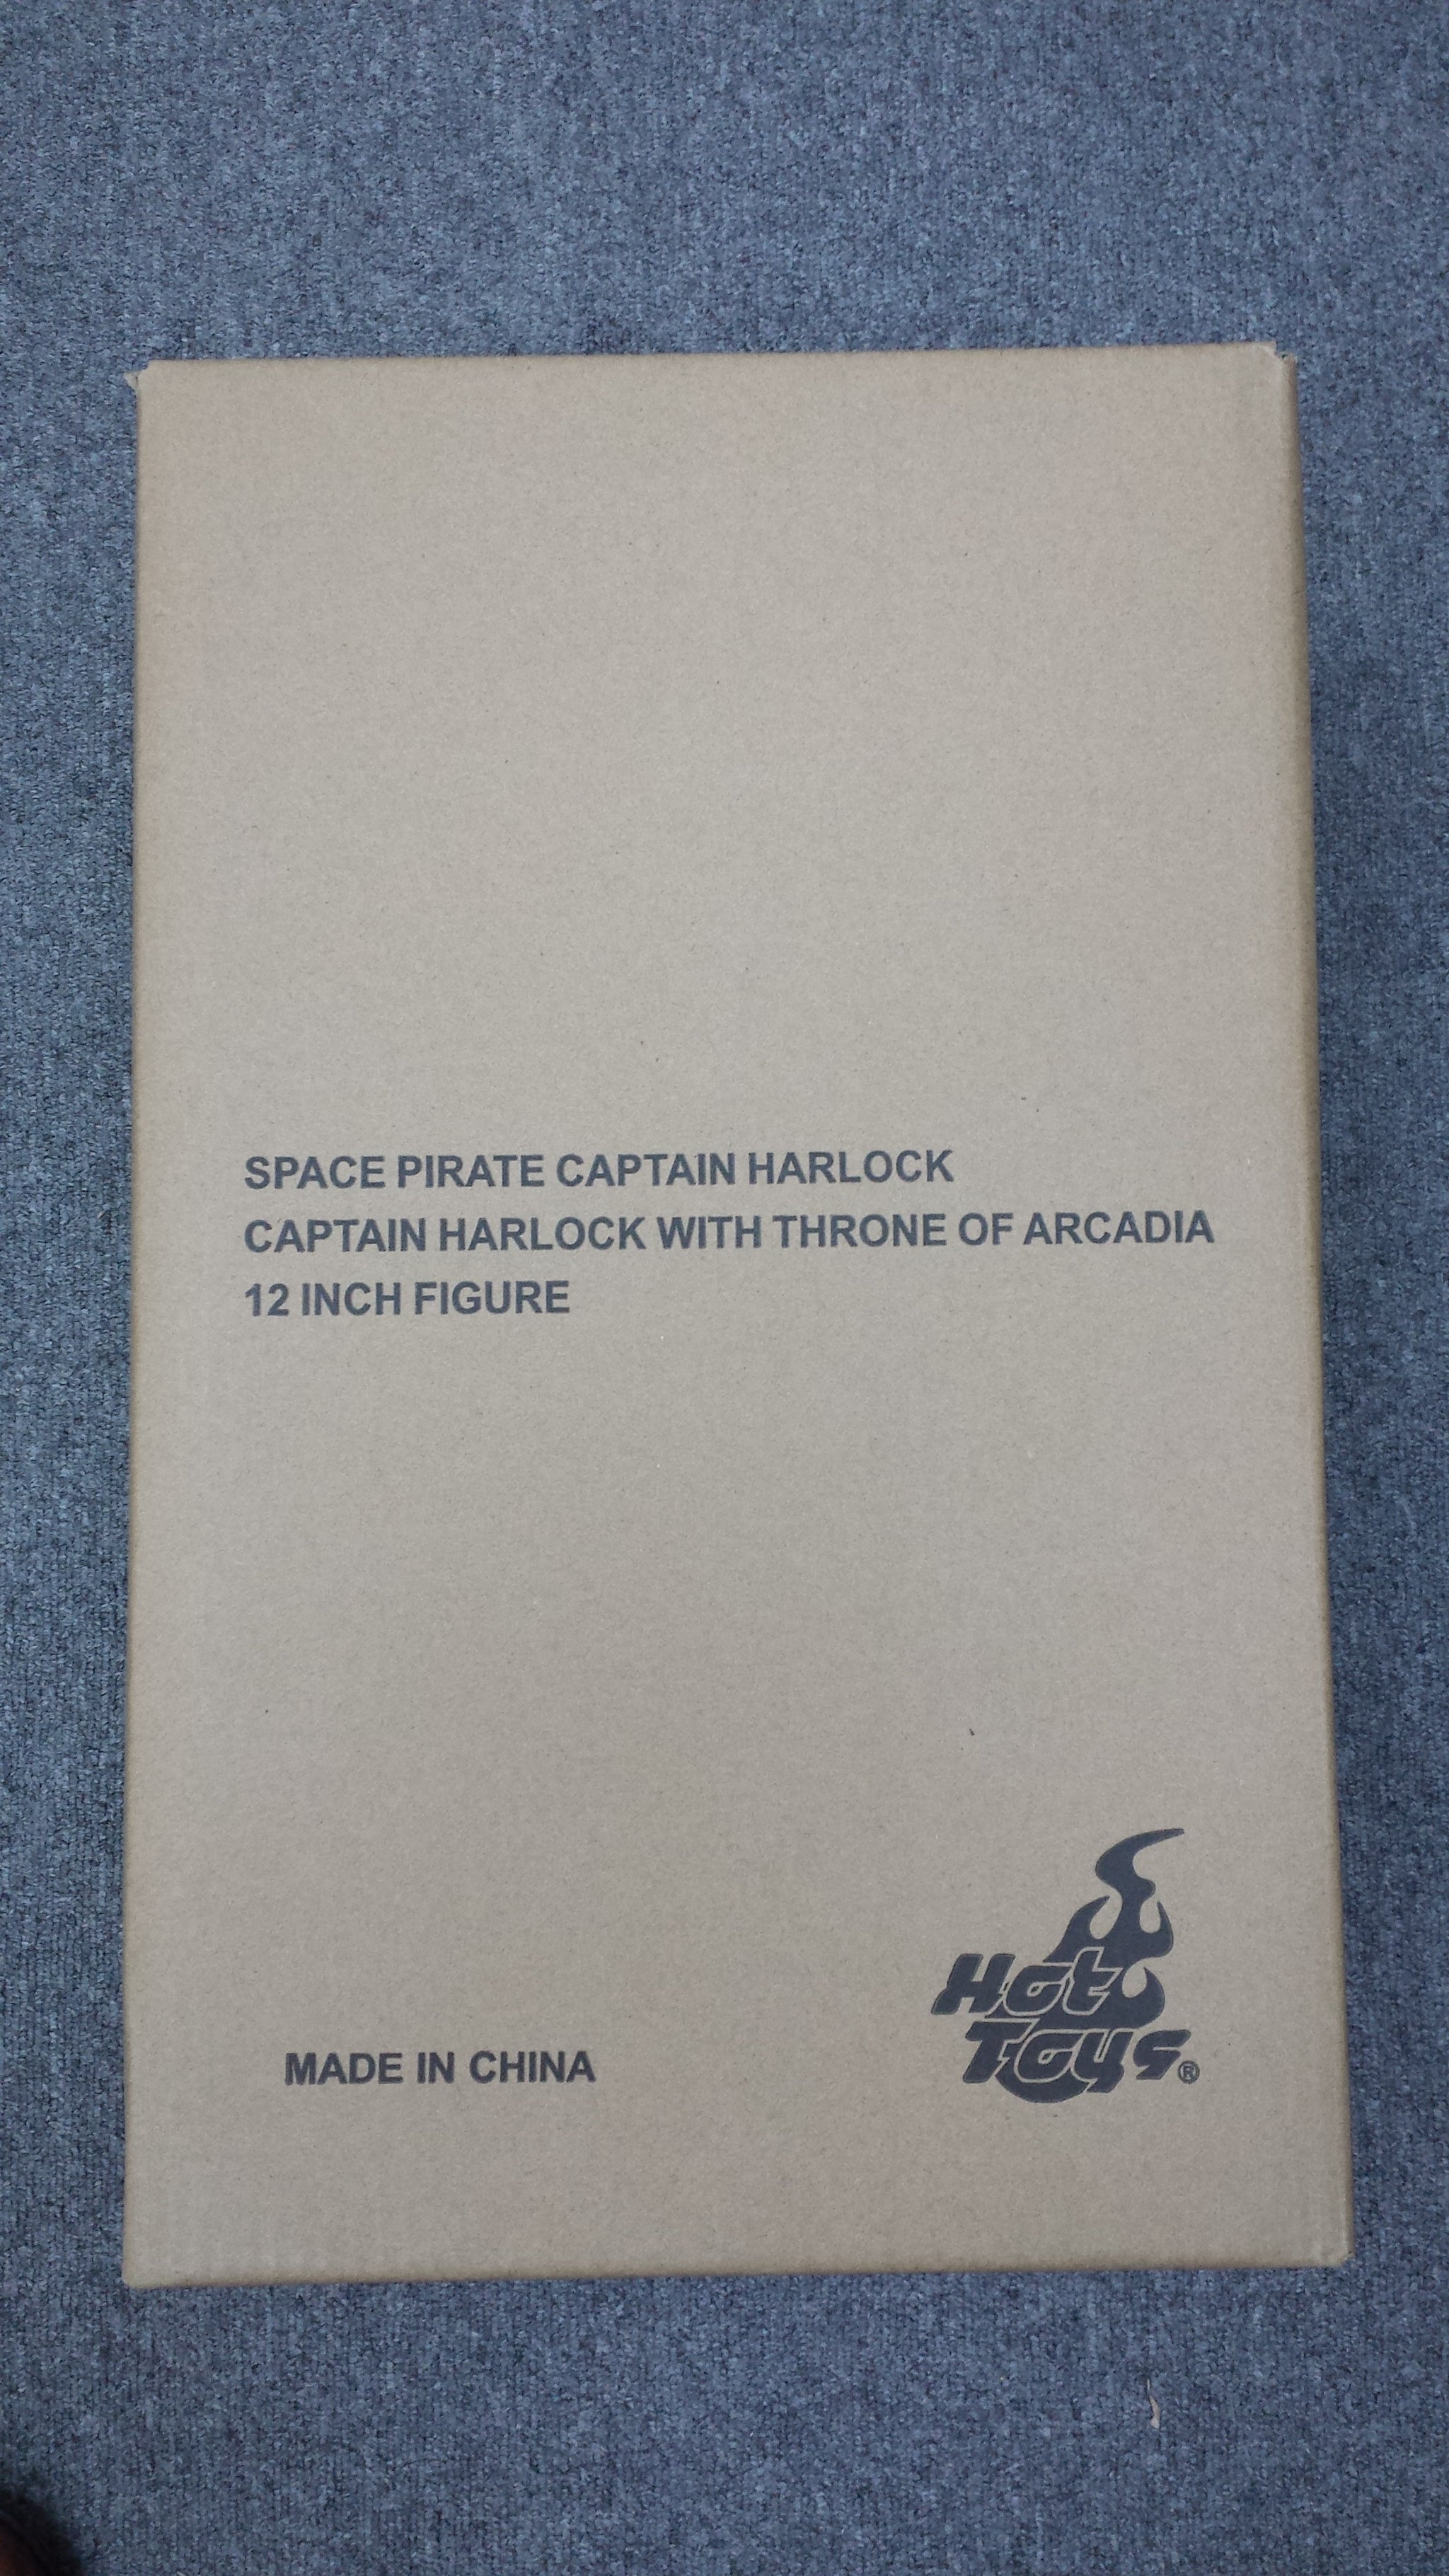 SPACE PIRATE CAPTAIN HARLOCK
CAPTAIN HARLOCK WITH THRONE OF ARCADIA
12 INCH FIGURE
Hot
Toys®
MADE IN CHINA